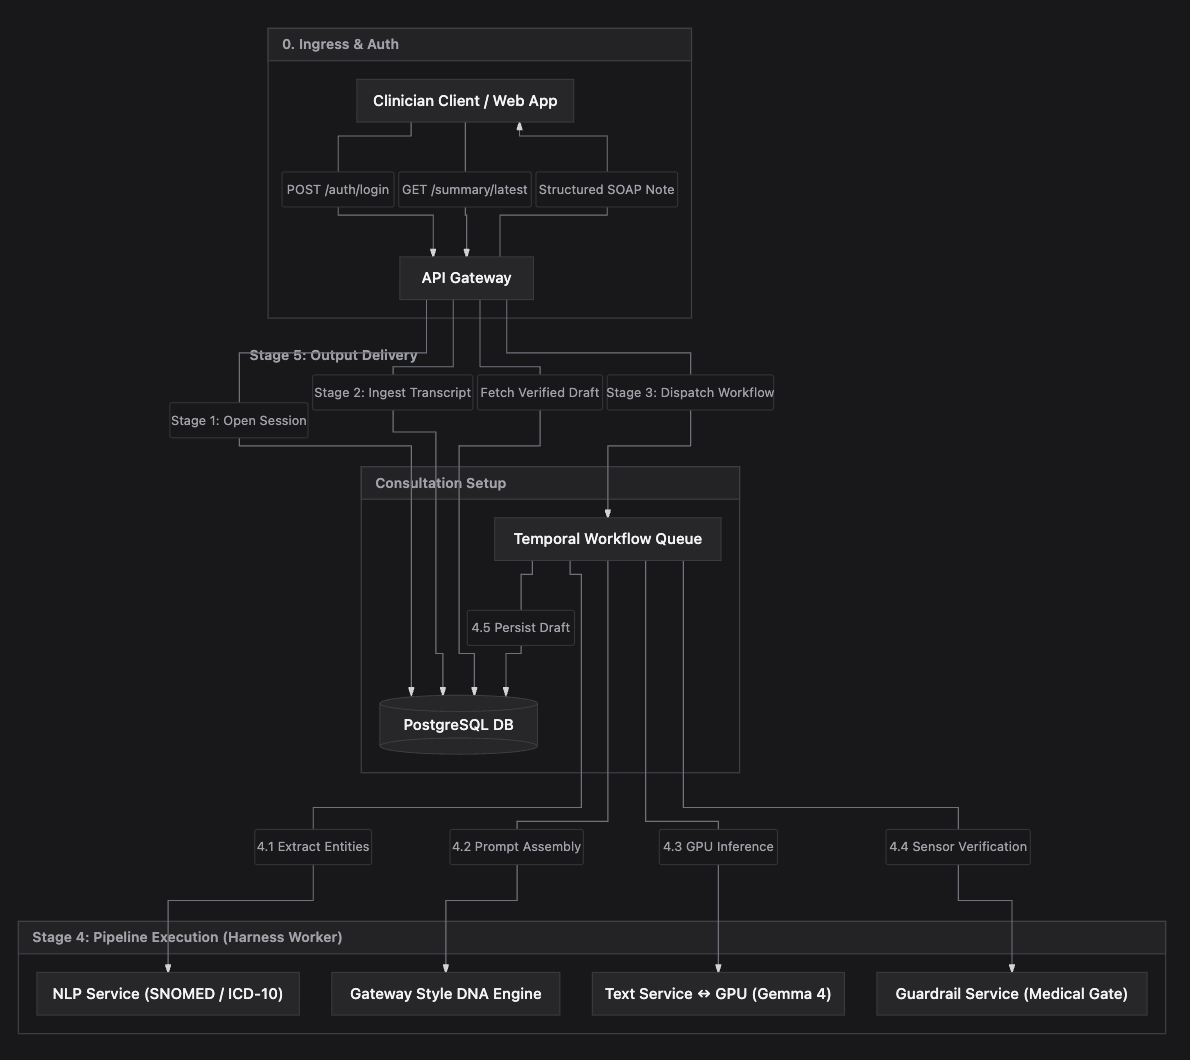 0. Ingress & Auth
Clinician Client / Web App
POST /auth/login
GET /summary/latest
Structured SOAP Note
API Gateway
Stage 5: Output Delivery
Stage 2: Ingest Transcript
Fetch Verified Draft
Stage 3: Dispatch Workflow
Stage 1: Open Session
Consultation Setup
Temporal Workflow Queue
4.5 Persist Draft
PostgreSQL DB
4.1 Extract Entities
4.2 Prompt Assembly
4.3 GPU Inference
4.4 Sensor Verification
Stage 4: Pipeline Execution (Harness Worker)
NLP Service (SNOMED / ICD-10)
Gateway Style DNA Engine
Text Service ↔ GPU (Gemma 4)
Guardrail Service (Medical Gate)